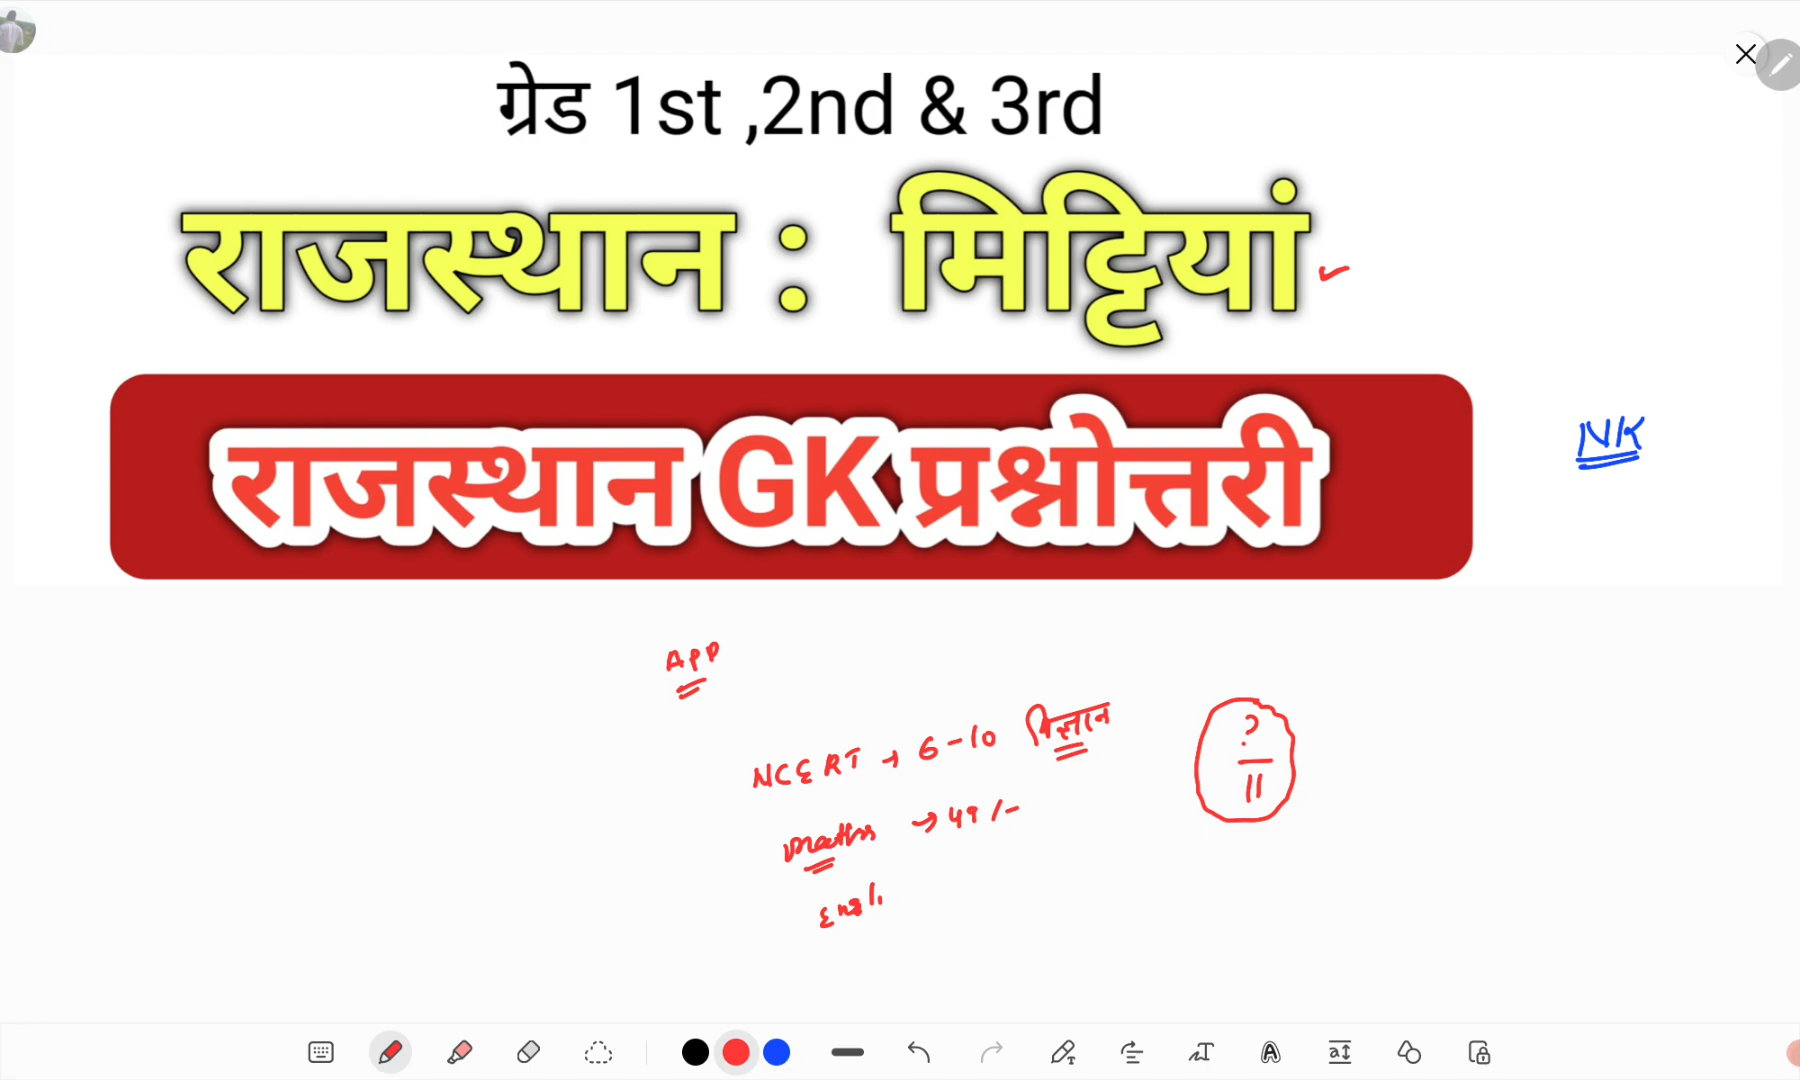 ग्रेड 1st ,2nd & 3rd
राजस्थान : मिट्टियां
राजस्थान GK प्रश्नोत्तरी
NK
APP
NCERT → 6-10 विज्ञान
?
11
maths → 49/-